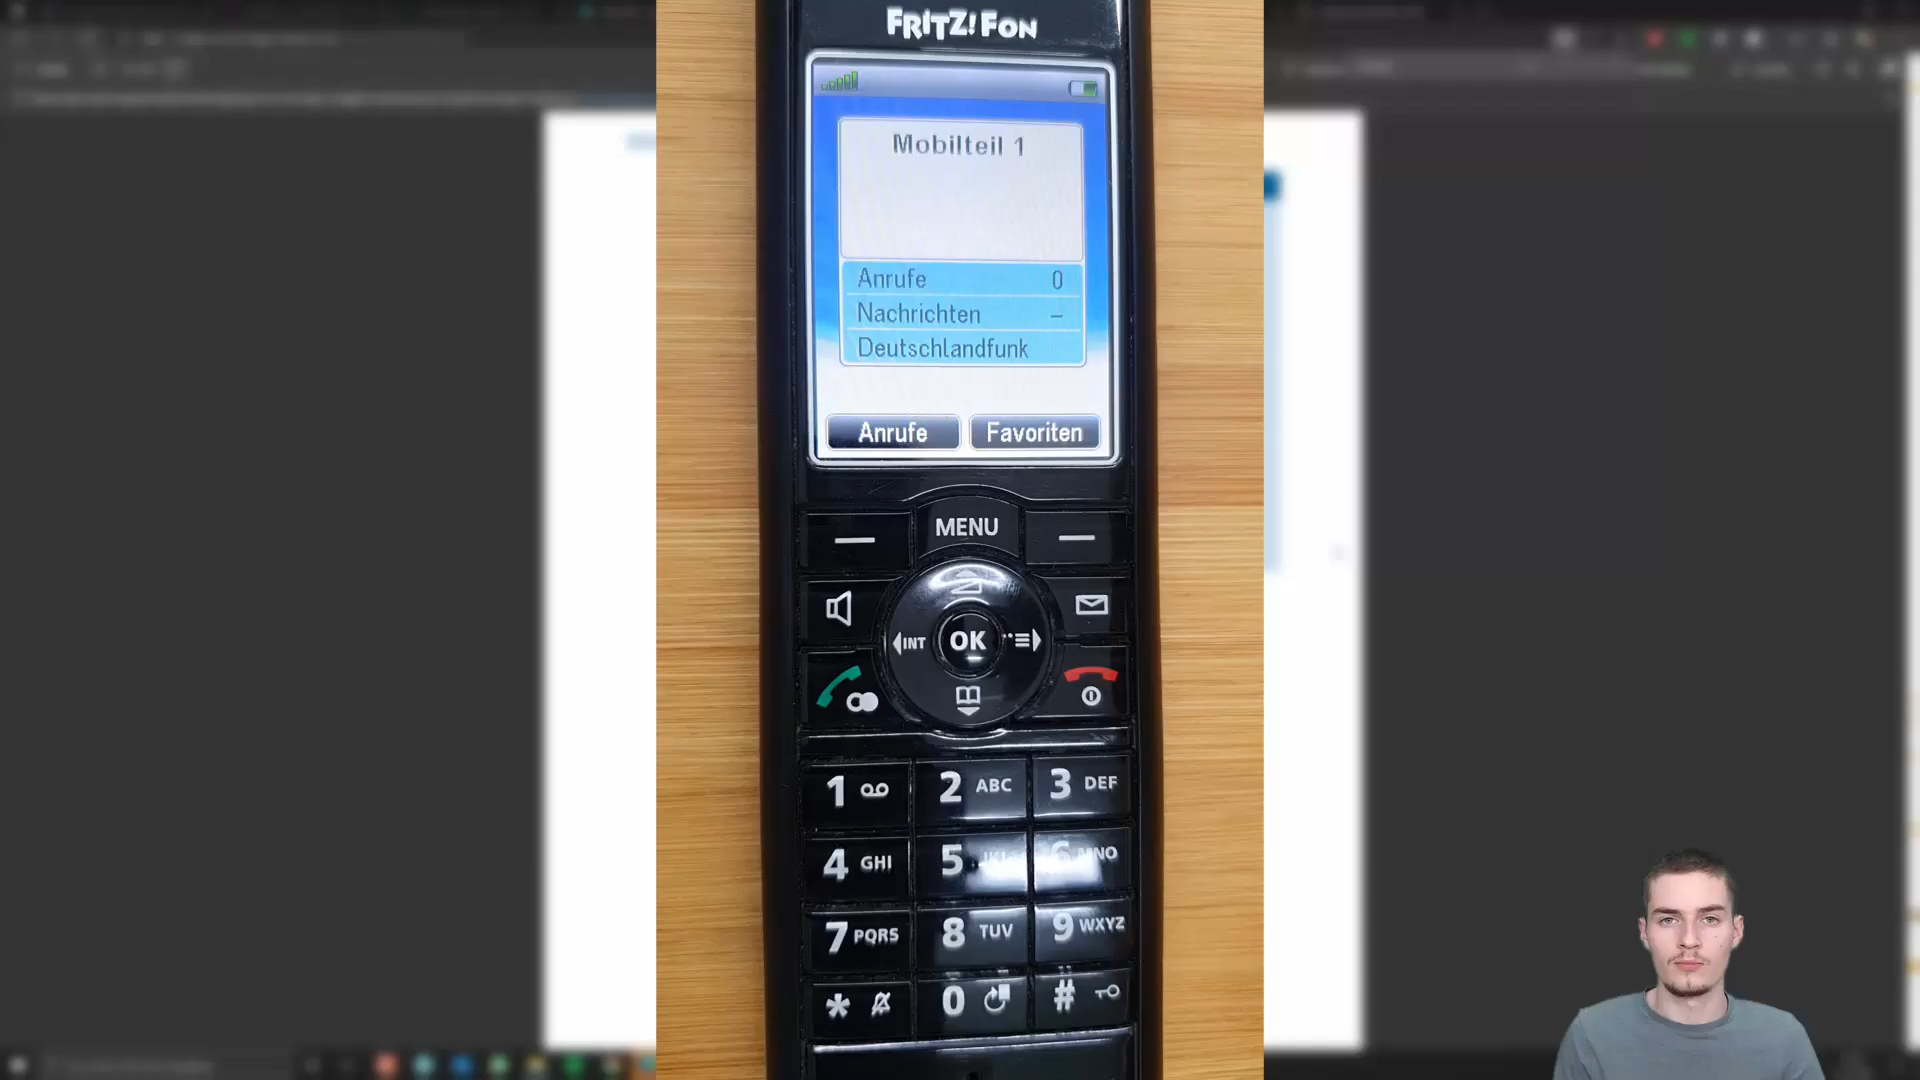 FRITZ! FON
Mobilteil 1
Anrufe 0
Nachrichten –
Deutschlandfunk
Anrufe Favoriten
MENU
INT OK
1 2 ABC 3 DEF
4 GHI 5 JKL 6 MNO
7 PQRS 8 TUV 9 WXYZ
* 0 #